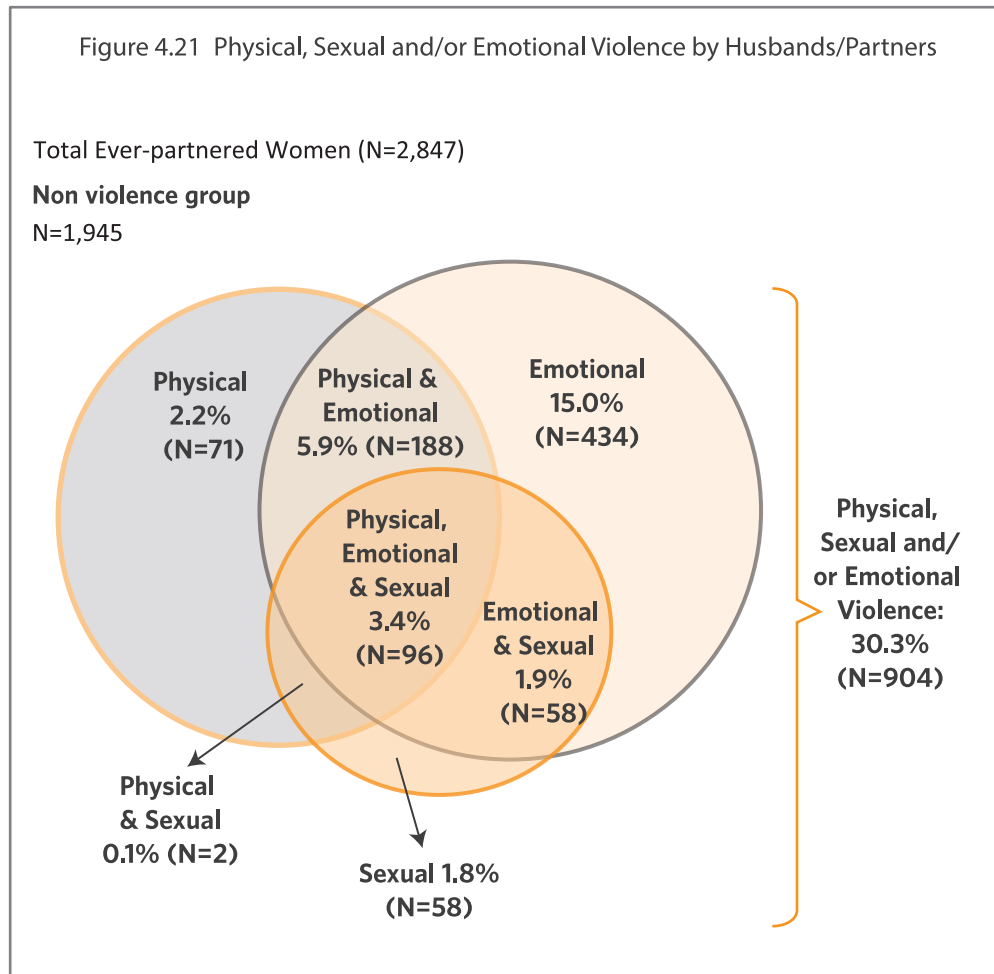 Figure 4.21 Physical, Sexual and/or Emotional Violence by Husbands/Partners
Total Ever-partnered Women (N=2,847)
Non violence group
N=1,945
Physical
2.2%
(N=71)
Physical &
Emotional
5.9% (N=188)
Emotional
15.0%
(N=434)
Physical,
Emotional
& Sexual
3.4%
(N=96)
Emotional
& Sexual
1.9%
(N=58)
Physical
& Sexual
0.1% (N=2)
Sexual 1.8%
(N=58)
Physical,
Sexual and/
or Emotional
Violence:
30.3%
(N=904)